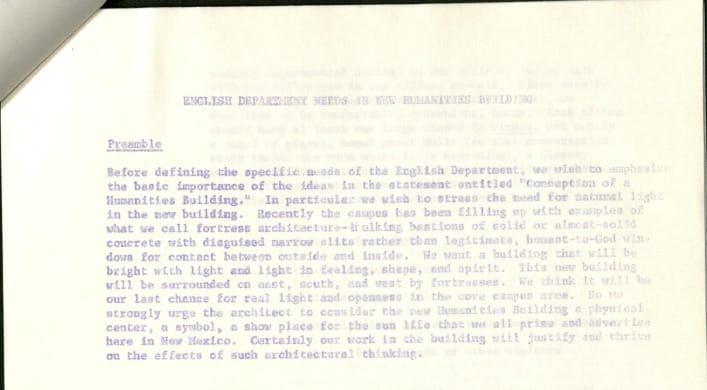 ENGLISH DEPARTMENT NEEDS IN NEW HUMANITIES BUILDING
Preamble
Before defining the specific needs of the English Department, we wish to emphasize
the basic importance of the ideas in the statement entitled "Conception of a
Humanities Building." In particular we wish to stress the need for natural light
in the new building. Recently the campus has been filling up with examples of
what we call fortress architecture-hulking bastions of solid or almost-solid
concrete with disguised narrow slits rather than legitimate, honest-to-God win-
dows for contact between outside and inside. We want a building that will be
bright with light and light in feeling, shape, and spirit. This new building
will be surrounded on east, south, and west by fortresses. We think it will be
our last chance for real light and openness in the core campus area. So we
strongly urge the architect to consider the new Humanities Building a physical
center, a symbol, a show place for the sun life that we all prize and advertise
here in New Mexico. Certainly our work in the building will justify and thrive
on the effects of such architectural thinking.